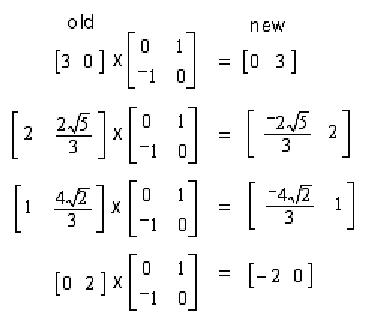 old new
[3 0] x [0 1; ⁻1 0] = [0 3]
[2 2√5/3] x [0 1; ⁻1 0] = [⁻2√5/3 2]
[1 4√2/3] x [0 1; ⁻1 0] = [⁻4√2/3 1]
[0 2] x [0 1; ⁻1 0] = [-2 0]